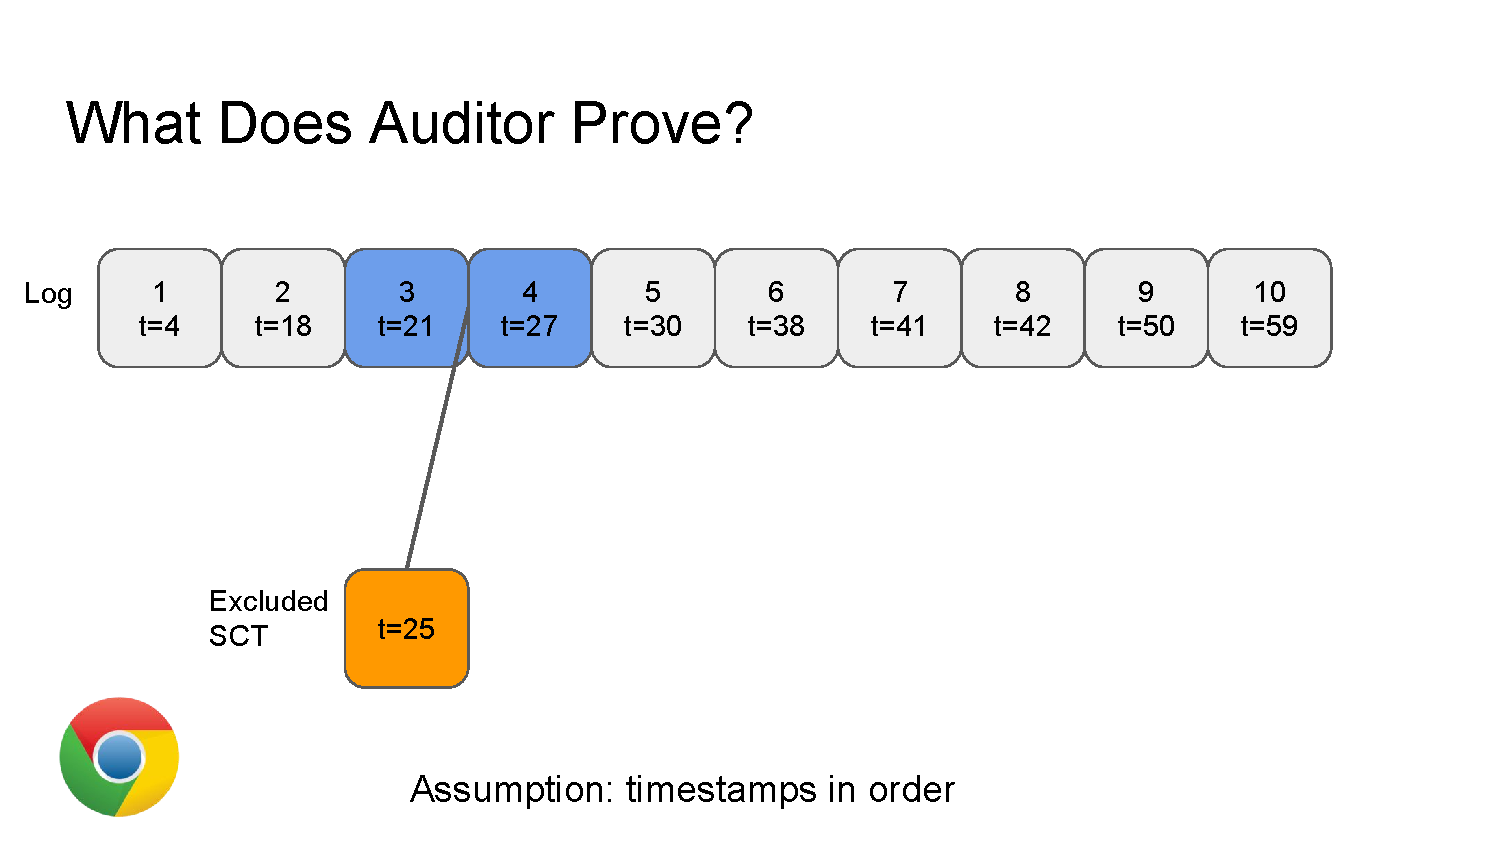 What Does Auditor Prove?
Log
1
t=4
2
t=18
3
t=21
4
t=27
5
t=30
6
t=38
7
t=41
8
t=42
9
t=50
10
t=59
Excluded
SCT
t=25
Assumption: timestamps in order